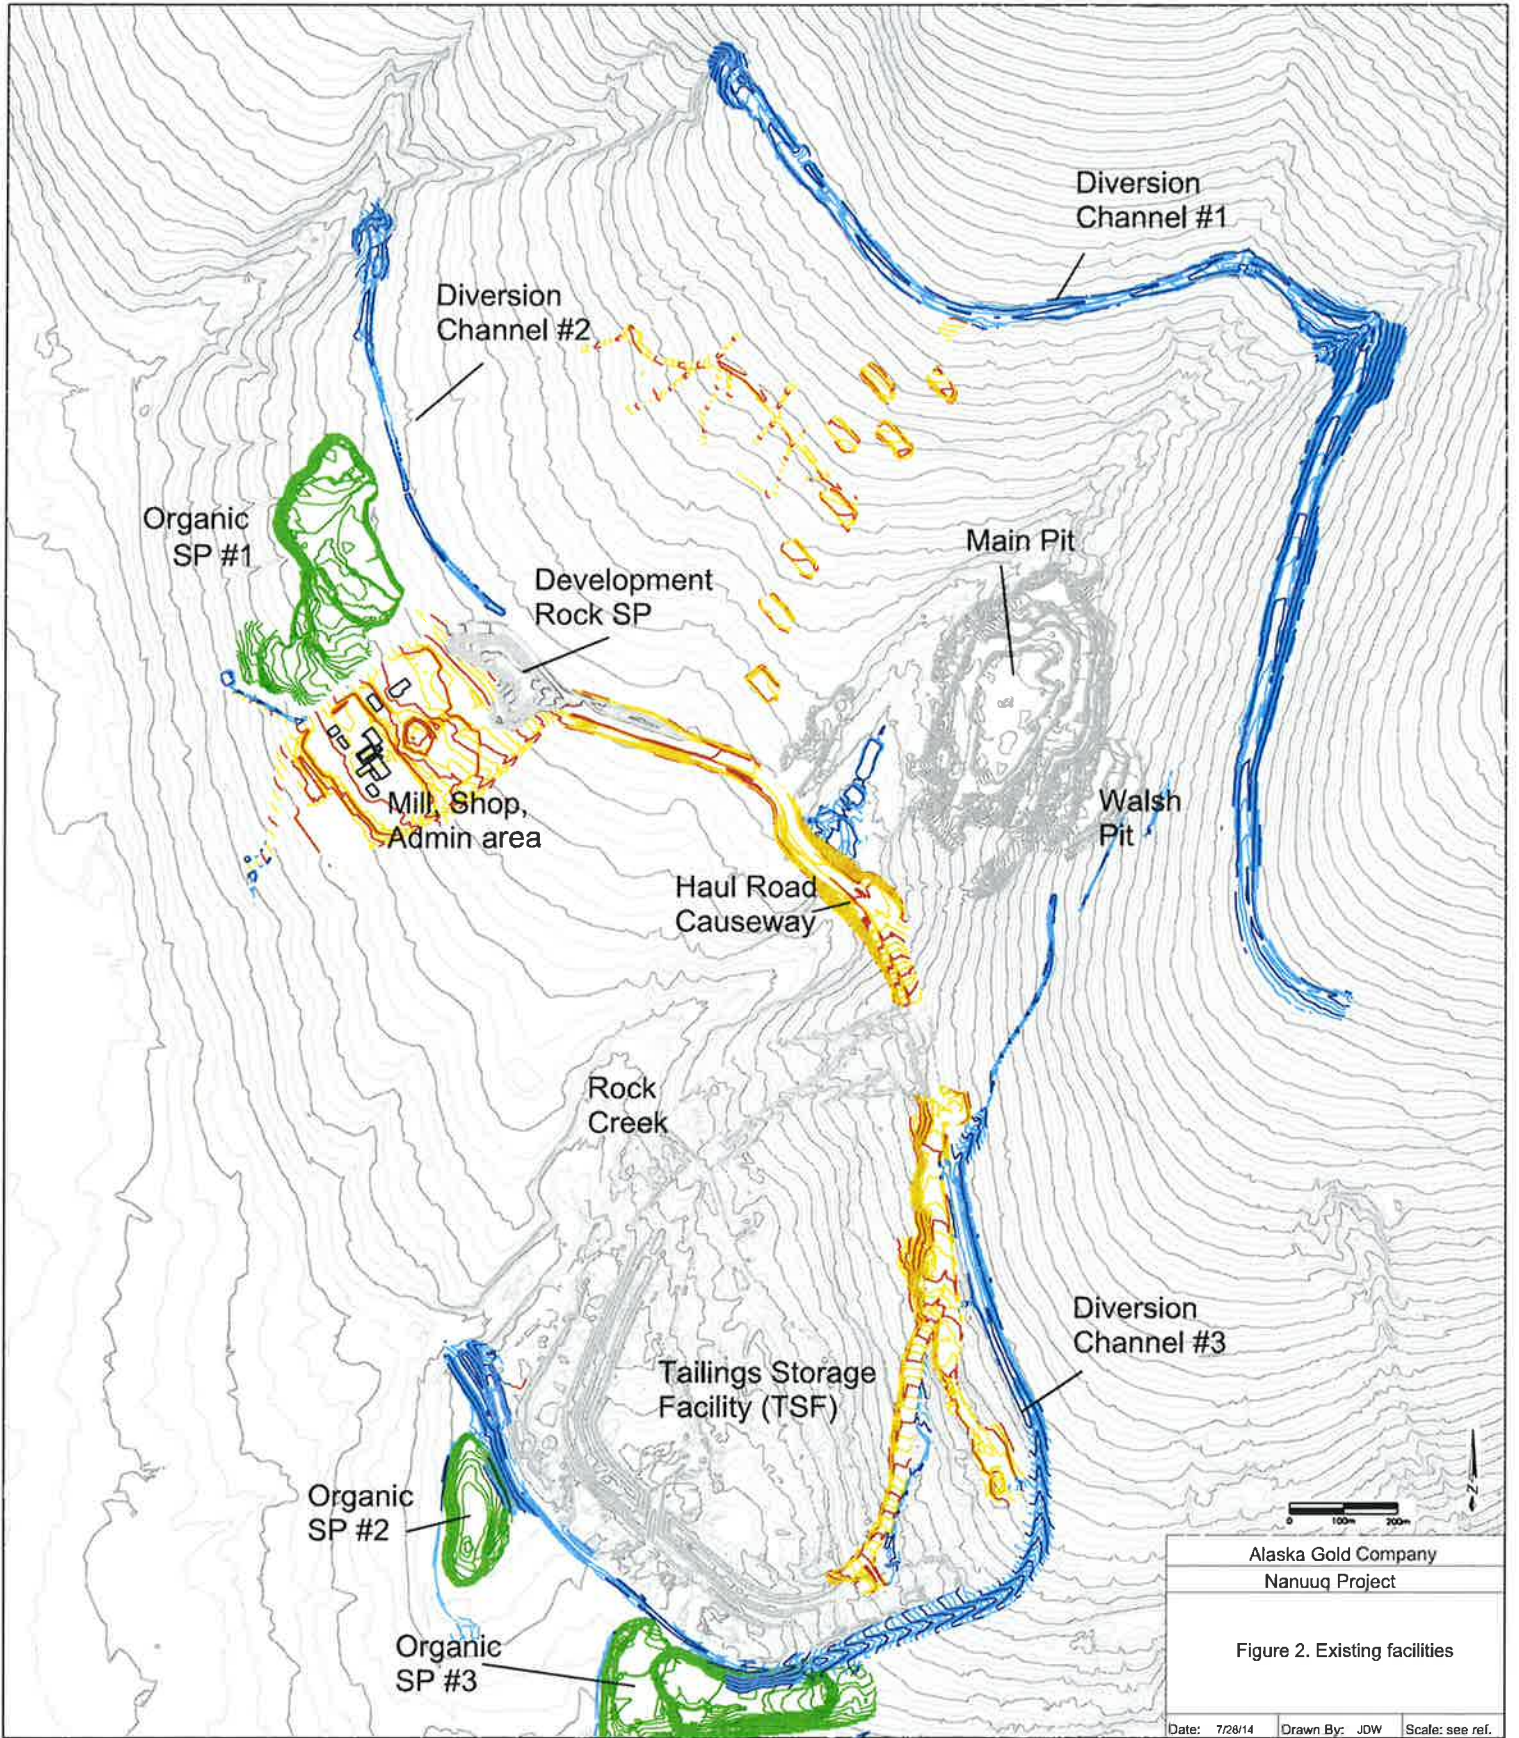 Diversion
Channel #1
Diversion
Channel #2
Organic
SP #1
Main Pit
Development
Rock SP
Mill, Shop,
Admin area
Walsh
Pit
Haul Road
Causeway
Rock
Creek
Diversion
Channel #3
Tailings Storage
Facility (TSF)
Organic
SP #2
Organic
SP #3
N
0 100m 200m
Alaska Gold Company
Nanuuq Project
Figure 2. Existing facilities
Date: 7/28/14 Drawn By: JDW Scale: see ref.